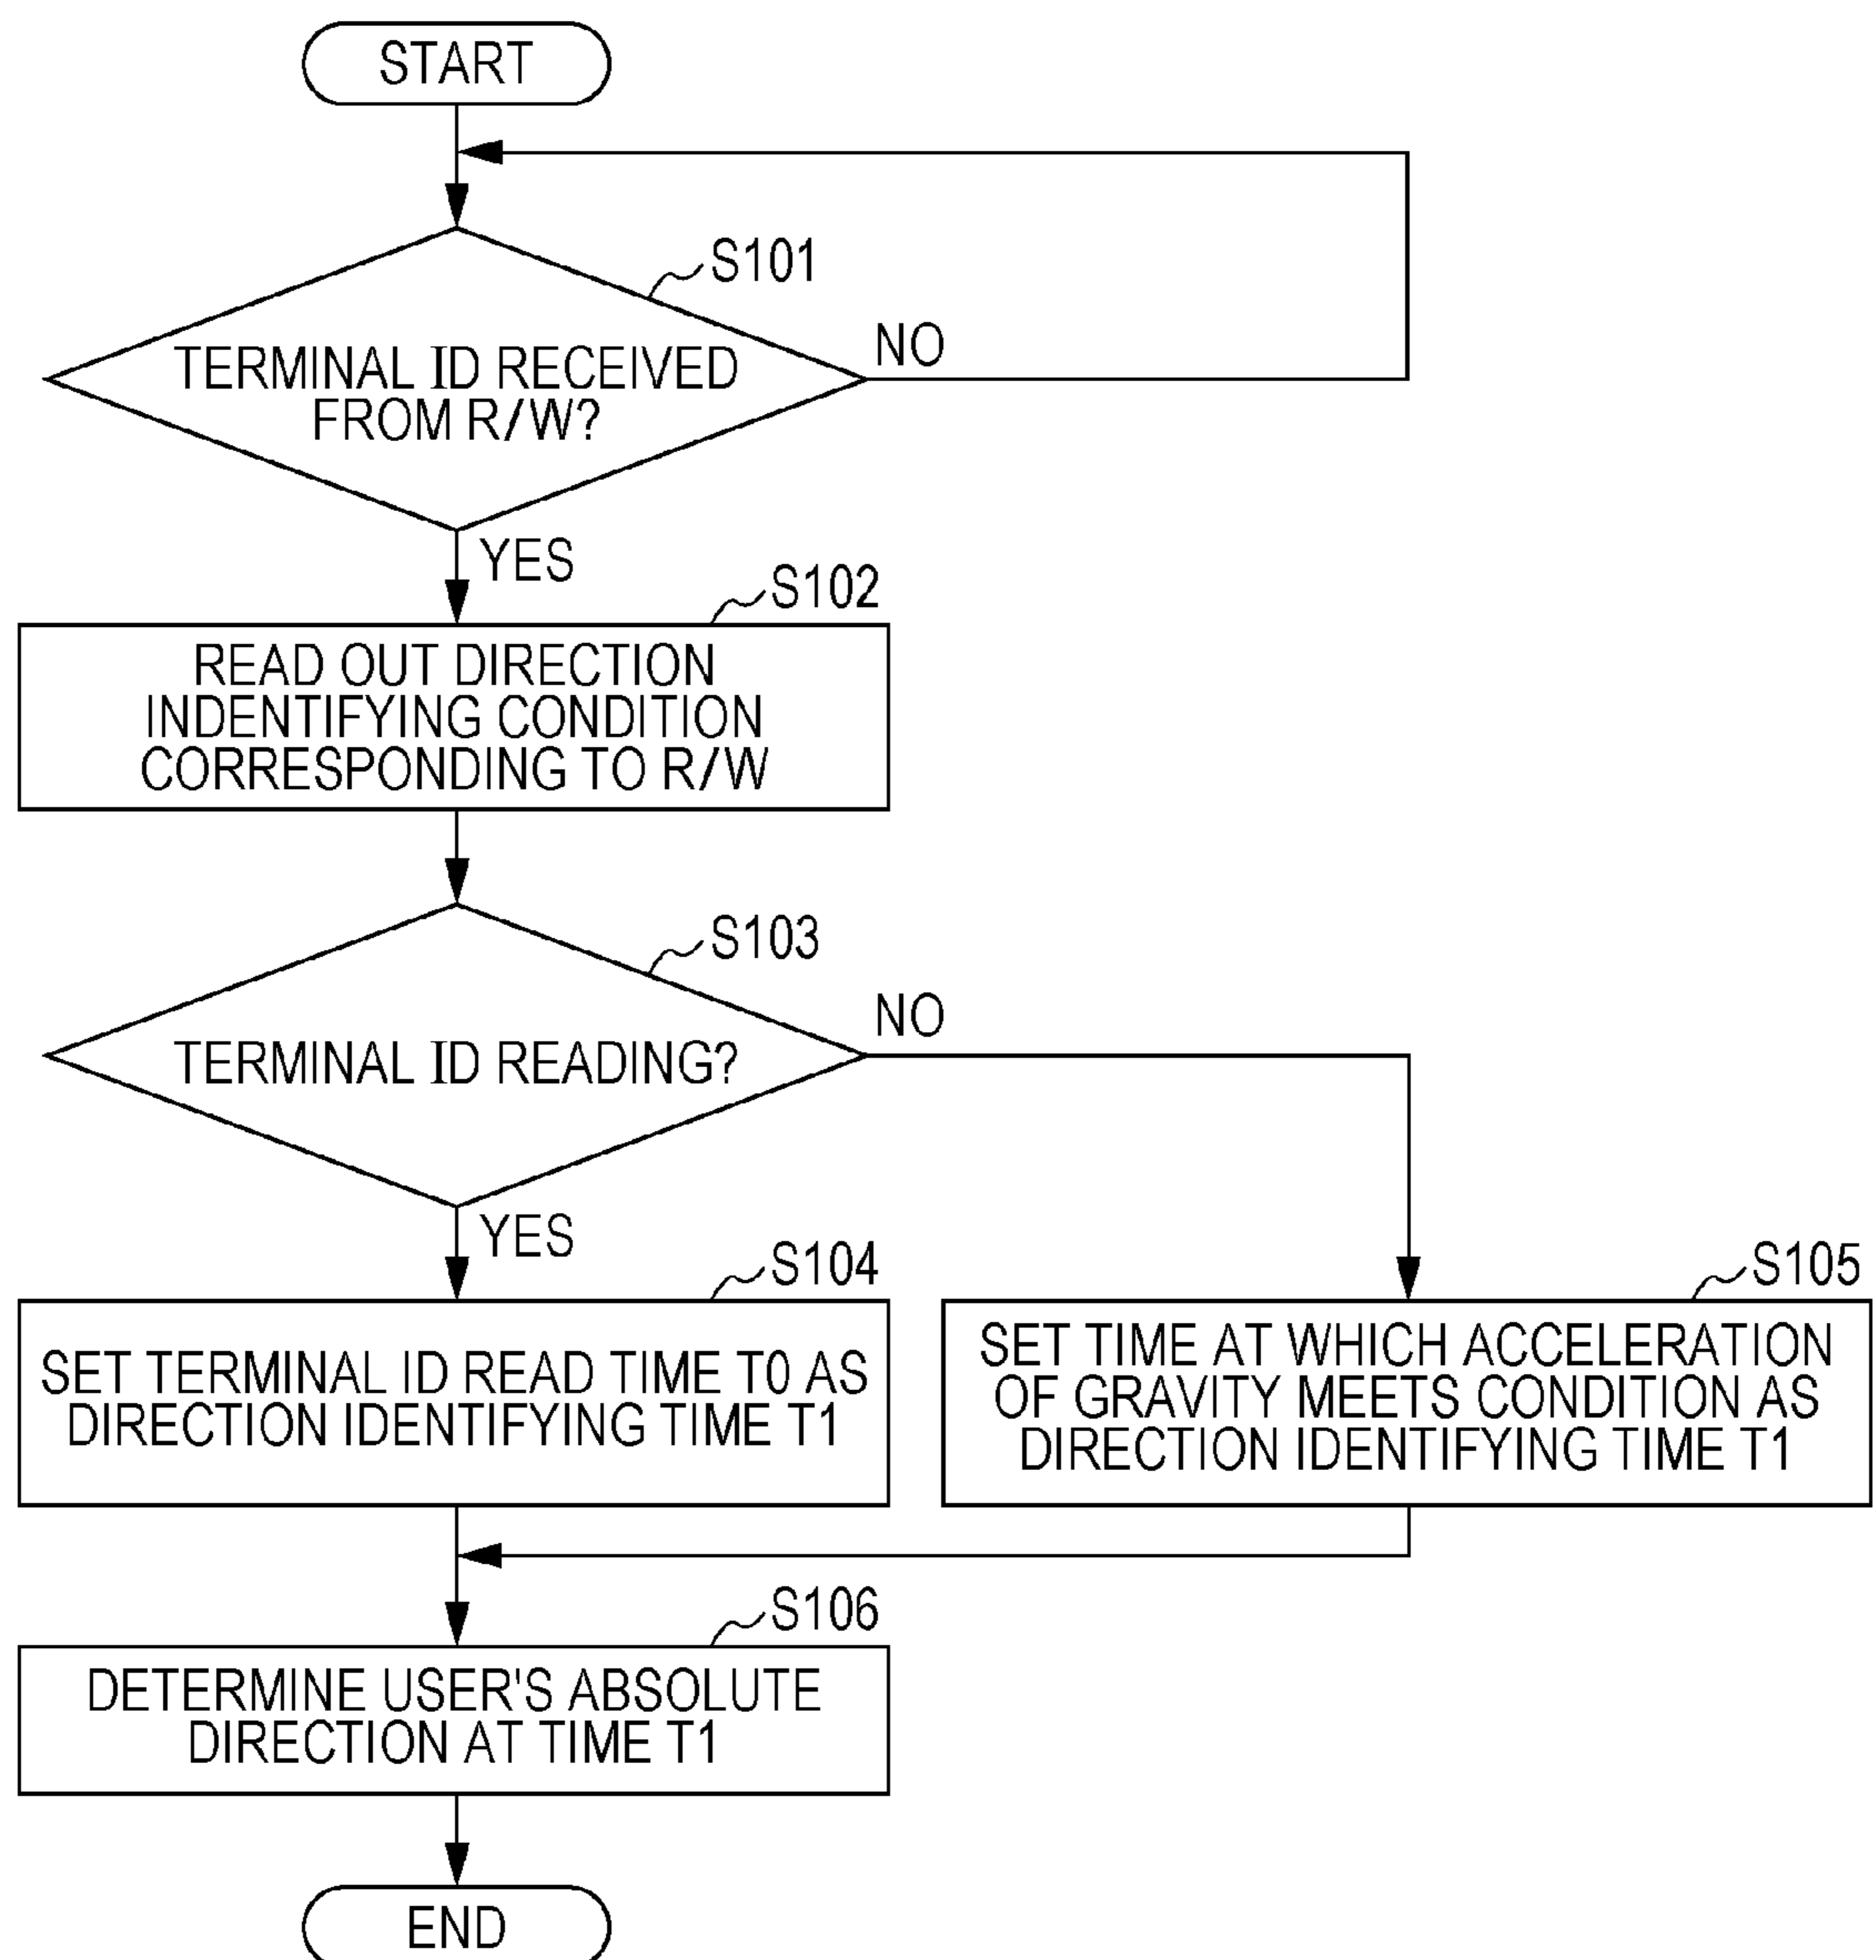 START
S101
TERMINAL ID RECEIVED
FROM R/W?
NO
YES
S102
READ OUT DIRECTION
INDENTIFYING CONDITION
CORRESPONDING TO R/W
S103
TERMINAL ID READING?
NO
YES
S104
SET TERMINAL ID READ TIME T0 AS
DIRECTION IDENTIFYING TIME T1
S105
SET TIME AT WHICH ACCELERATION
OF GRAVITY MEETS CONDITION AS
DIRECTION IDENTIFYING TIME T1
S106
DETERMINE USER'S ABSOLUTE
DIRECTION AT TIME T1
END